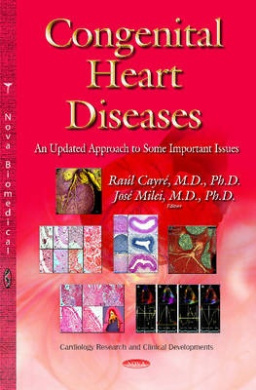 Congenital
Heart
Diseases
An Updated Approach to Some Important Issues
Raúl Cayré, M.D., Ph.D.
José Milei, M.D., Ph.D.
Editors
Nova Biomedical
Cardiology Research and Clinical Developments
NOVA